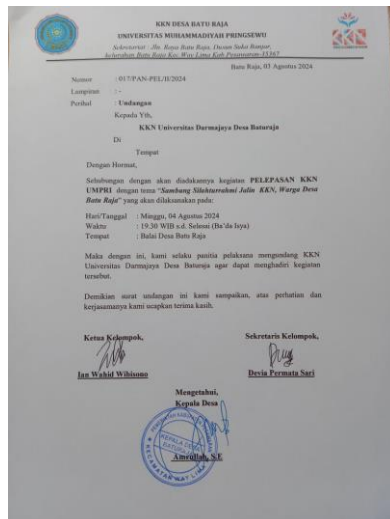 KKN DESA BATU RAJA
UNIVERSITAS MUHAMMADIYAH PRINGSEWU
Sekretariat : Jln. Raya Batu Raja, Dusun Suka Banjar,
kelurahan Batu Raja Kec.Way Lima Kab.Pesawaran-35367
Batu Raja, 03 Agustus 2024
Nomor : 017/PAN-PEL/II/2024
Lampiran : -
Perihal : Undangan
Kepada Yth,
KKN Universitas Darmajaya Desa Baturaja
Di
Tempat
Dengan Hormat,
Sehubungan dengan akan diadakannya kegiatan PELEPASAN KKN
UMPRI dengan tema "Sambung Silahturrahmi Jalin KKN, Warga Desa
Batu Raja" yang akan dilaksanakan pada:
Hari/Tanggal : Minggu, 04 Agustus 2024
Waktu : 19.30 WIB s.d. Selesai (Ba'da Isya)
Tempat : Balai Desa Batu Raja
Maka dengan ini, kami selaku panitia pelaksana mengundang KKN
Universitas Darmajaya Desa Baturaja agar dapat menghadiri kegiatan
tersebut.
Demikian surat undangan ini kami sampaikan, atas perhatian dan
kerjasamanya kami ucapkan terima kasih.
Ketua Kelompok, Sekretaris Kelompok,
Ian Wahid Wibisono Devia Permata Sari
Mengetahui,
Kepala Desa
KEPALA DESA
BATURAJA
KECAMATAN WAY LIMA
Amrullah, S.E